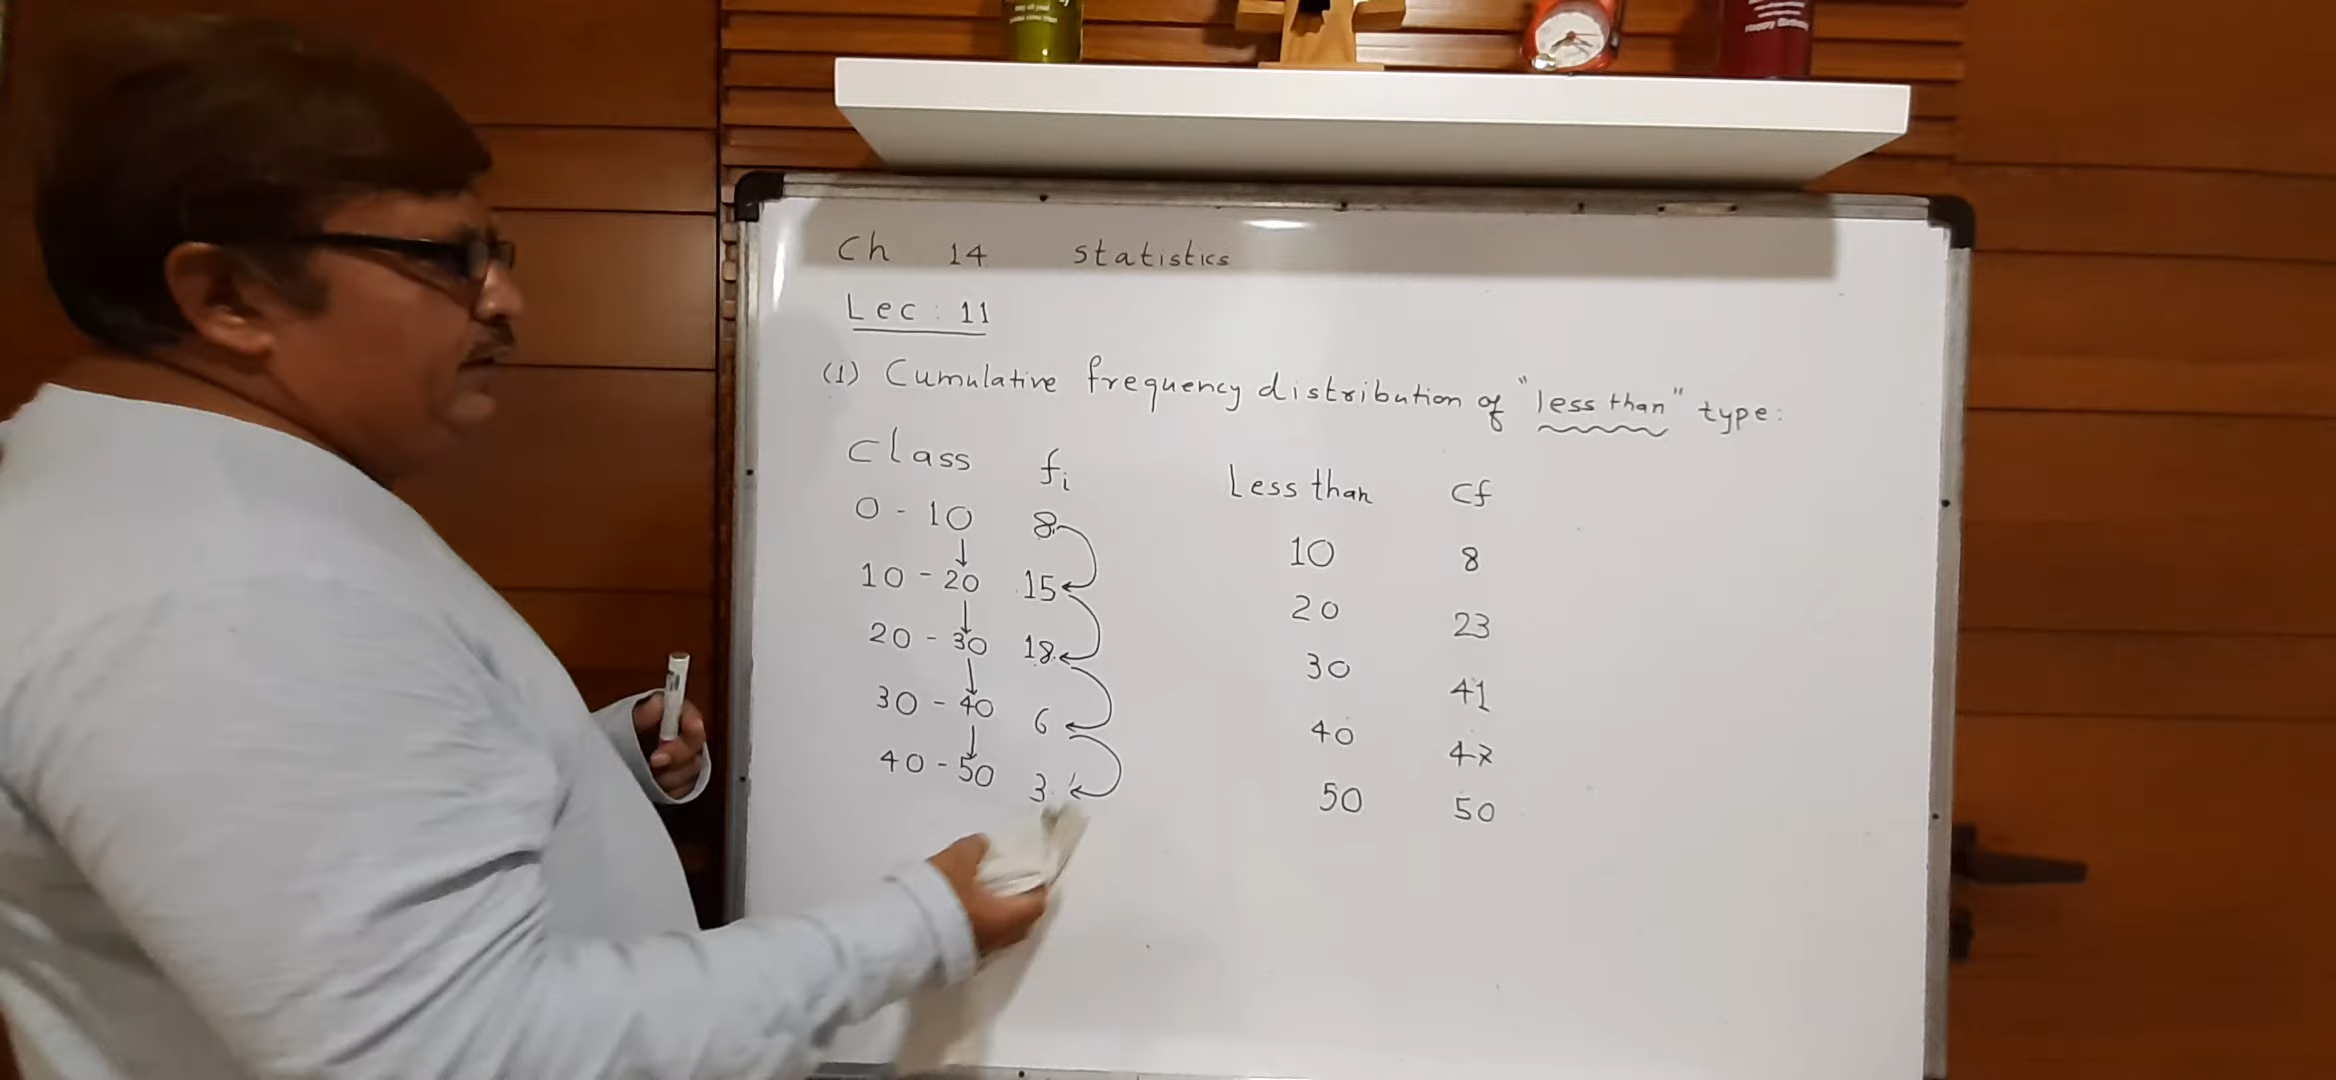 Happy Birthday
Ch 14 statistics
Lec : 11
(1) Cumulative frequency distribution of "less than" type:
Class fi Less than Cf
0 - 10 8 10 8
10 - 20 15 20 23
20 - 30 18 30 41
30 - 40 6 40 47
40 - 50 3 50 50